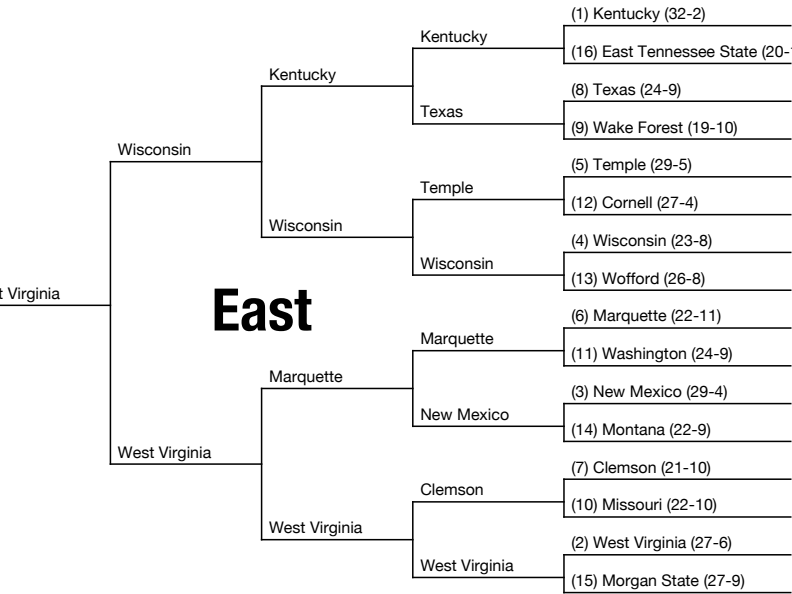 (1) Kentucky (32-2)
Kentucky
(16) East Tennessee State (20-
Kentucky
(8) Texas (24-9)
Texas
(9) Wake Forest (19-10)
Wisconsin
(5) Temple (29-5)
Temple
(12) Cornell (27-4)
Wisconsin
(4) Wisconsin (23-8)
Wisconsin
(13) Wofford (26-8)
t Virginia
East
(6) Marquette (22-11)
Marquette
(11) Washington (24-9)
Marquette
(3) New Mexico (29-4)
New Mexico
(14) Montana (22-9)
West Virginia
(7) Clemson (21-10)
Clemson
(10) Missouri (22-10)
West Virginia
(2) West Virginia (27-6)
West Virginia
(15) Morgan State (27-9)